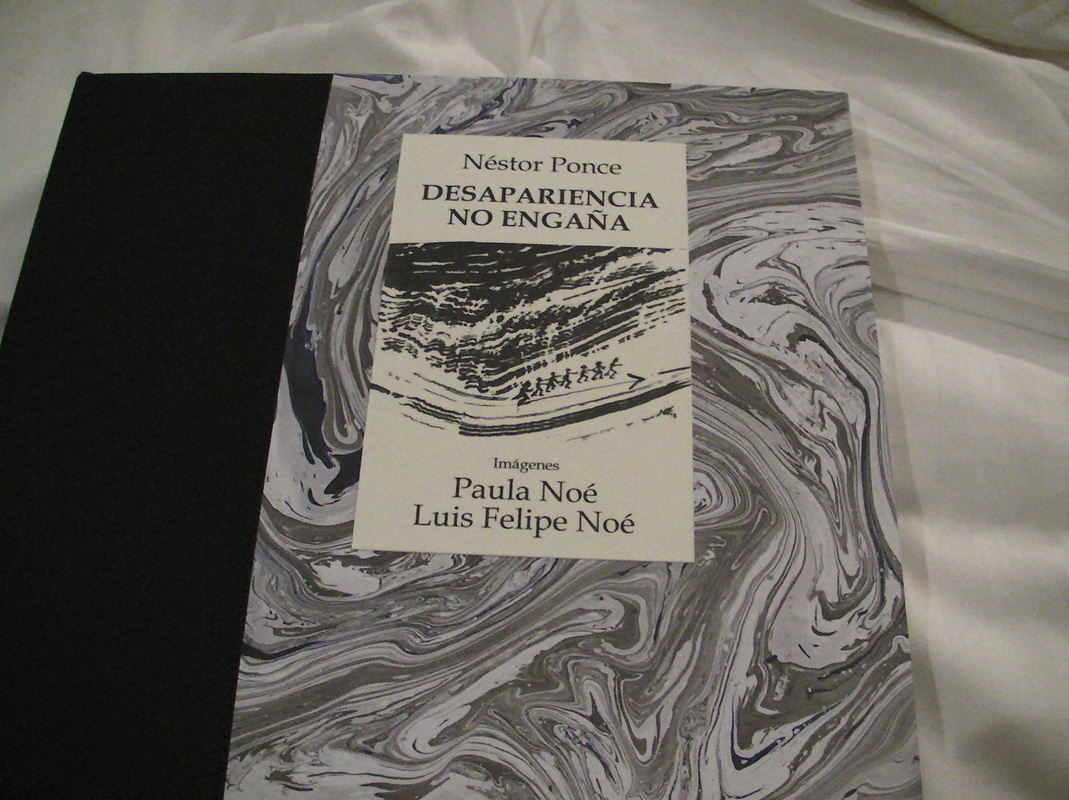 Néstor Ponce
DESAPARIENCIA
NO ENGAÑA
Imágenes
Paula Noé
Luis Felipe Noé